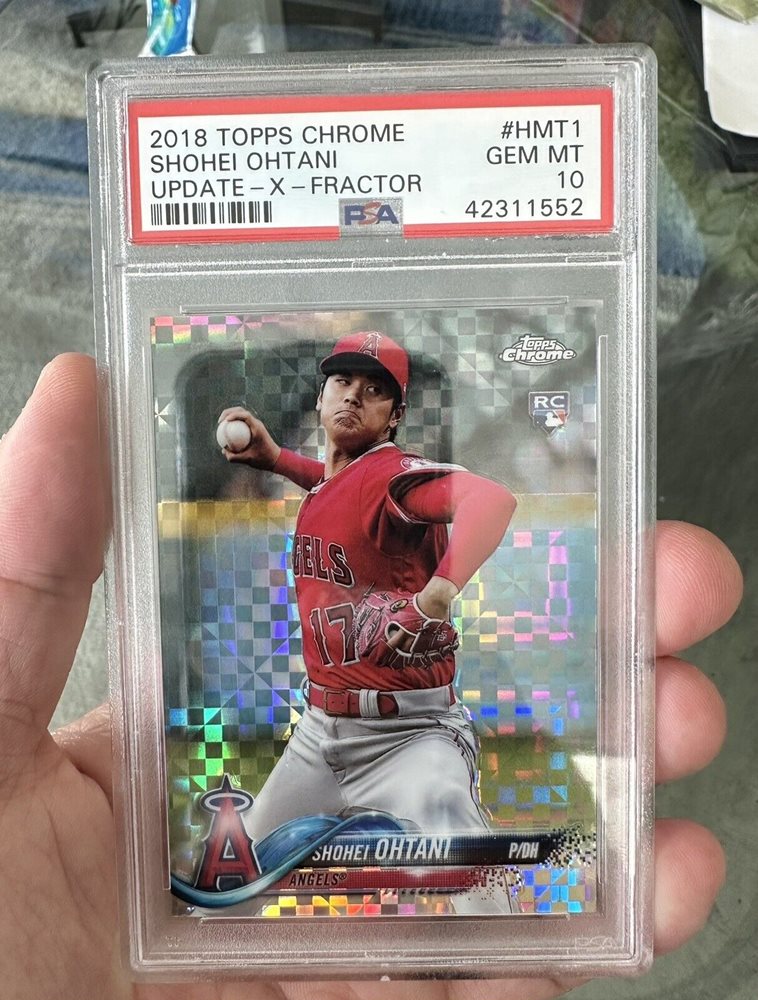 2018 TOPPS CHROME #HMT1
SHOHEI OHTANI GEM MT
UPDATE - X - FRACTOR 10
PSA 42311552
Topps
Chrome
RC
A
ANGELS
17
A
SHOHEI OHTANI P/DH
ANGELS®
PSA